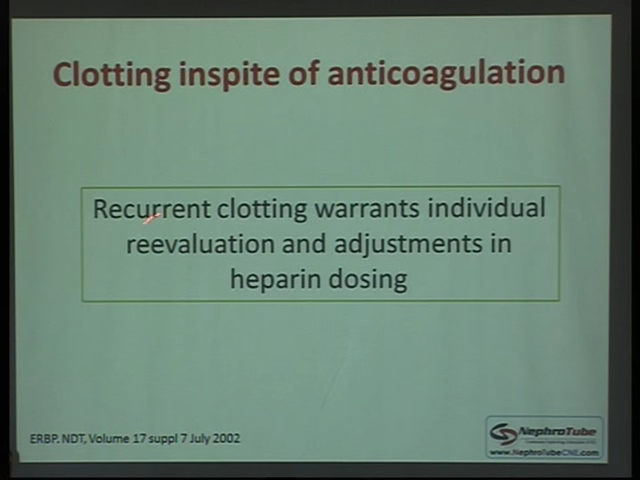 Clotting inspite of anticoagulation
Recurrent clotting warrants individual
reevaluation and adjustments in
heparin dosing
ERBP. NDT, Volume 17 suppl 7 July 2002
NephroTube
www.NephroTubeCNE.com